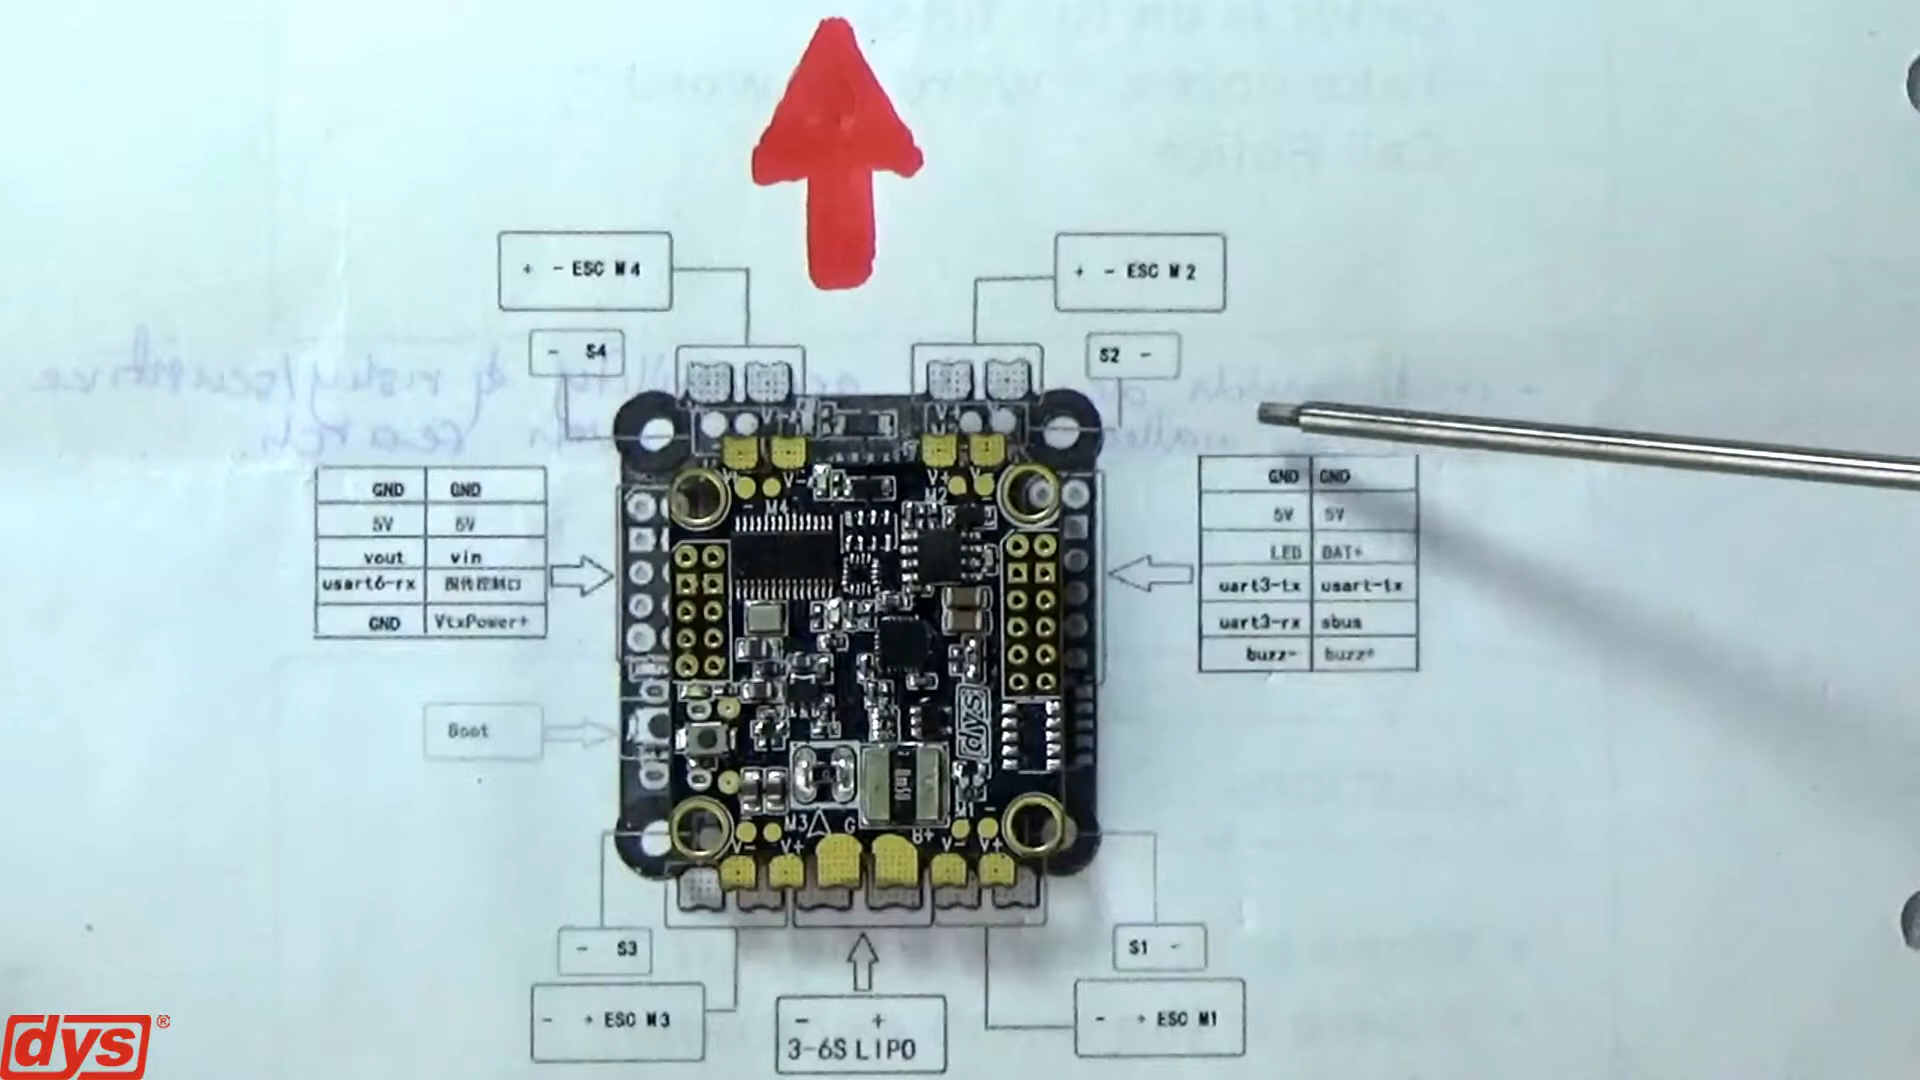 + - ESC M4
+ - ESC M2
- S4
S2 -
GND GND
5V 5V
vout vin
usart6-rx 图传控制口
GND VtxPower+
GND GND
5V 5V
LED BAT+
uart3-tx usart-tx
uart3-rx sbus
buzz- buzz+
Boot
V-
M4
V+
M2
dys
M3
G
B+
M1
V-
V+
V-
V+
- S3
S1 -
- + ESC M3
- +
3-6S LIPO
- + ESC M1
dys®